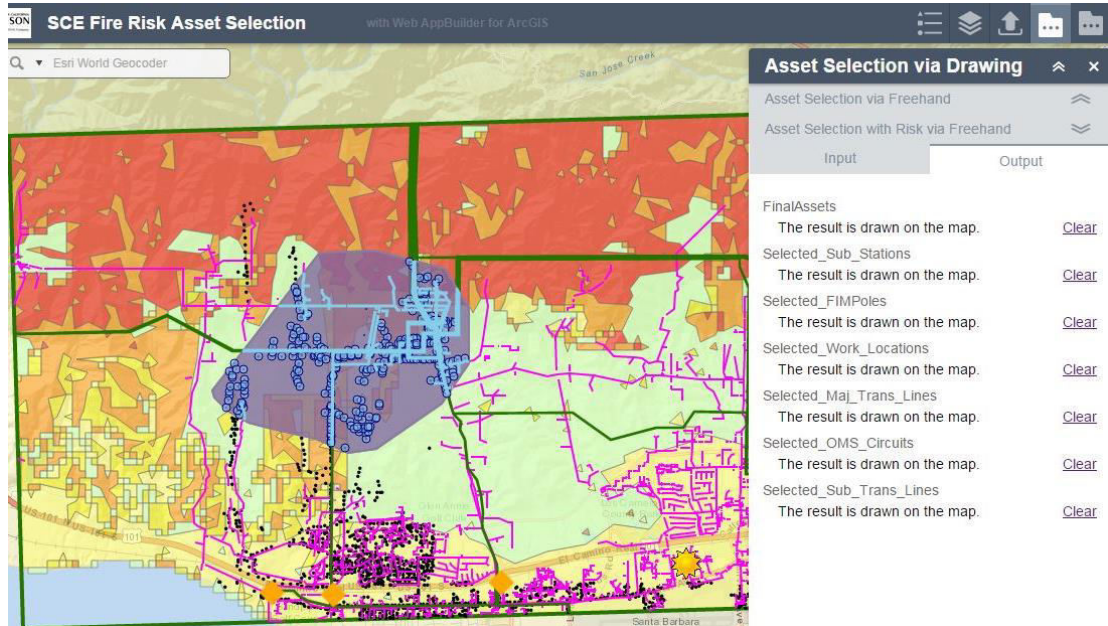 SON
SCE Fire Risk Asset Selection
with Web AppBuilder for ArcGIS
Esri World Geocoder
San Jose Creek
Asset Selection via Drawing
Asset Selection via Freehand
Asset Selection with Risk via Freehand
Input
Output
FinalAssets
The result is drawn on the map. Clear
Selected_Sub_Stations
The result is drawn on the map. Clear
Selected_FIMPoles
The result is drawn on the map. Clear
Selected_Work_Locations
The result is drawn on the map. Clear
Selected_Maj_Trans_Lines
The result is drawn on the map. Clear
Selected_OMS_Circuits
The result is drawn on the map. Clear
Selected_Sub_Trans_Lines
The result is drawn on the map. Clear
US-101
101
El Camino Real
Santa Barbara